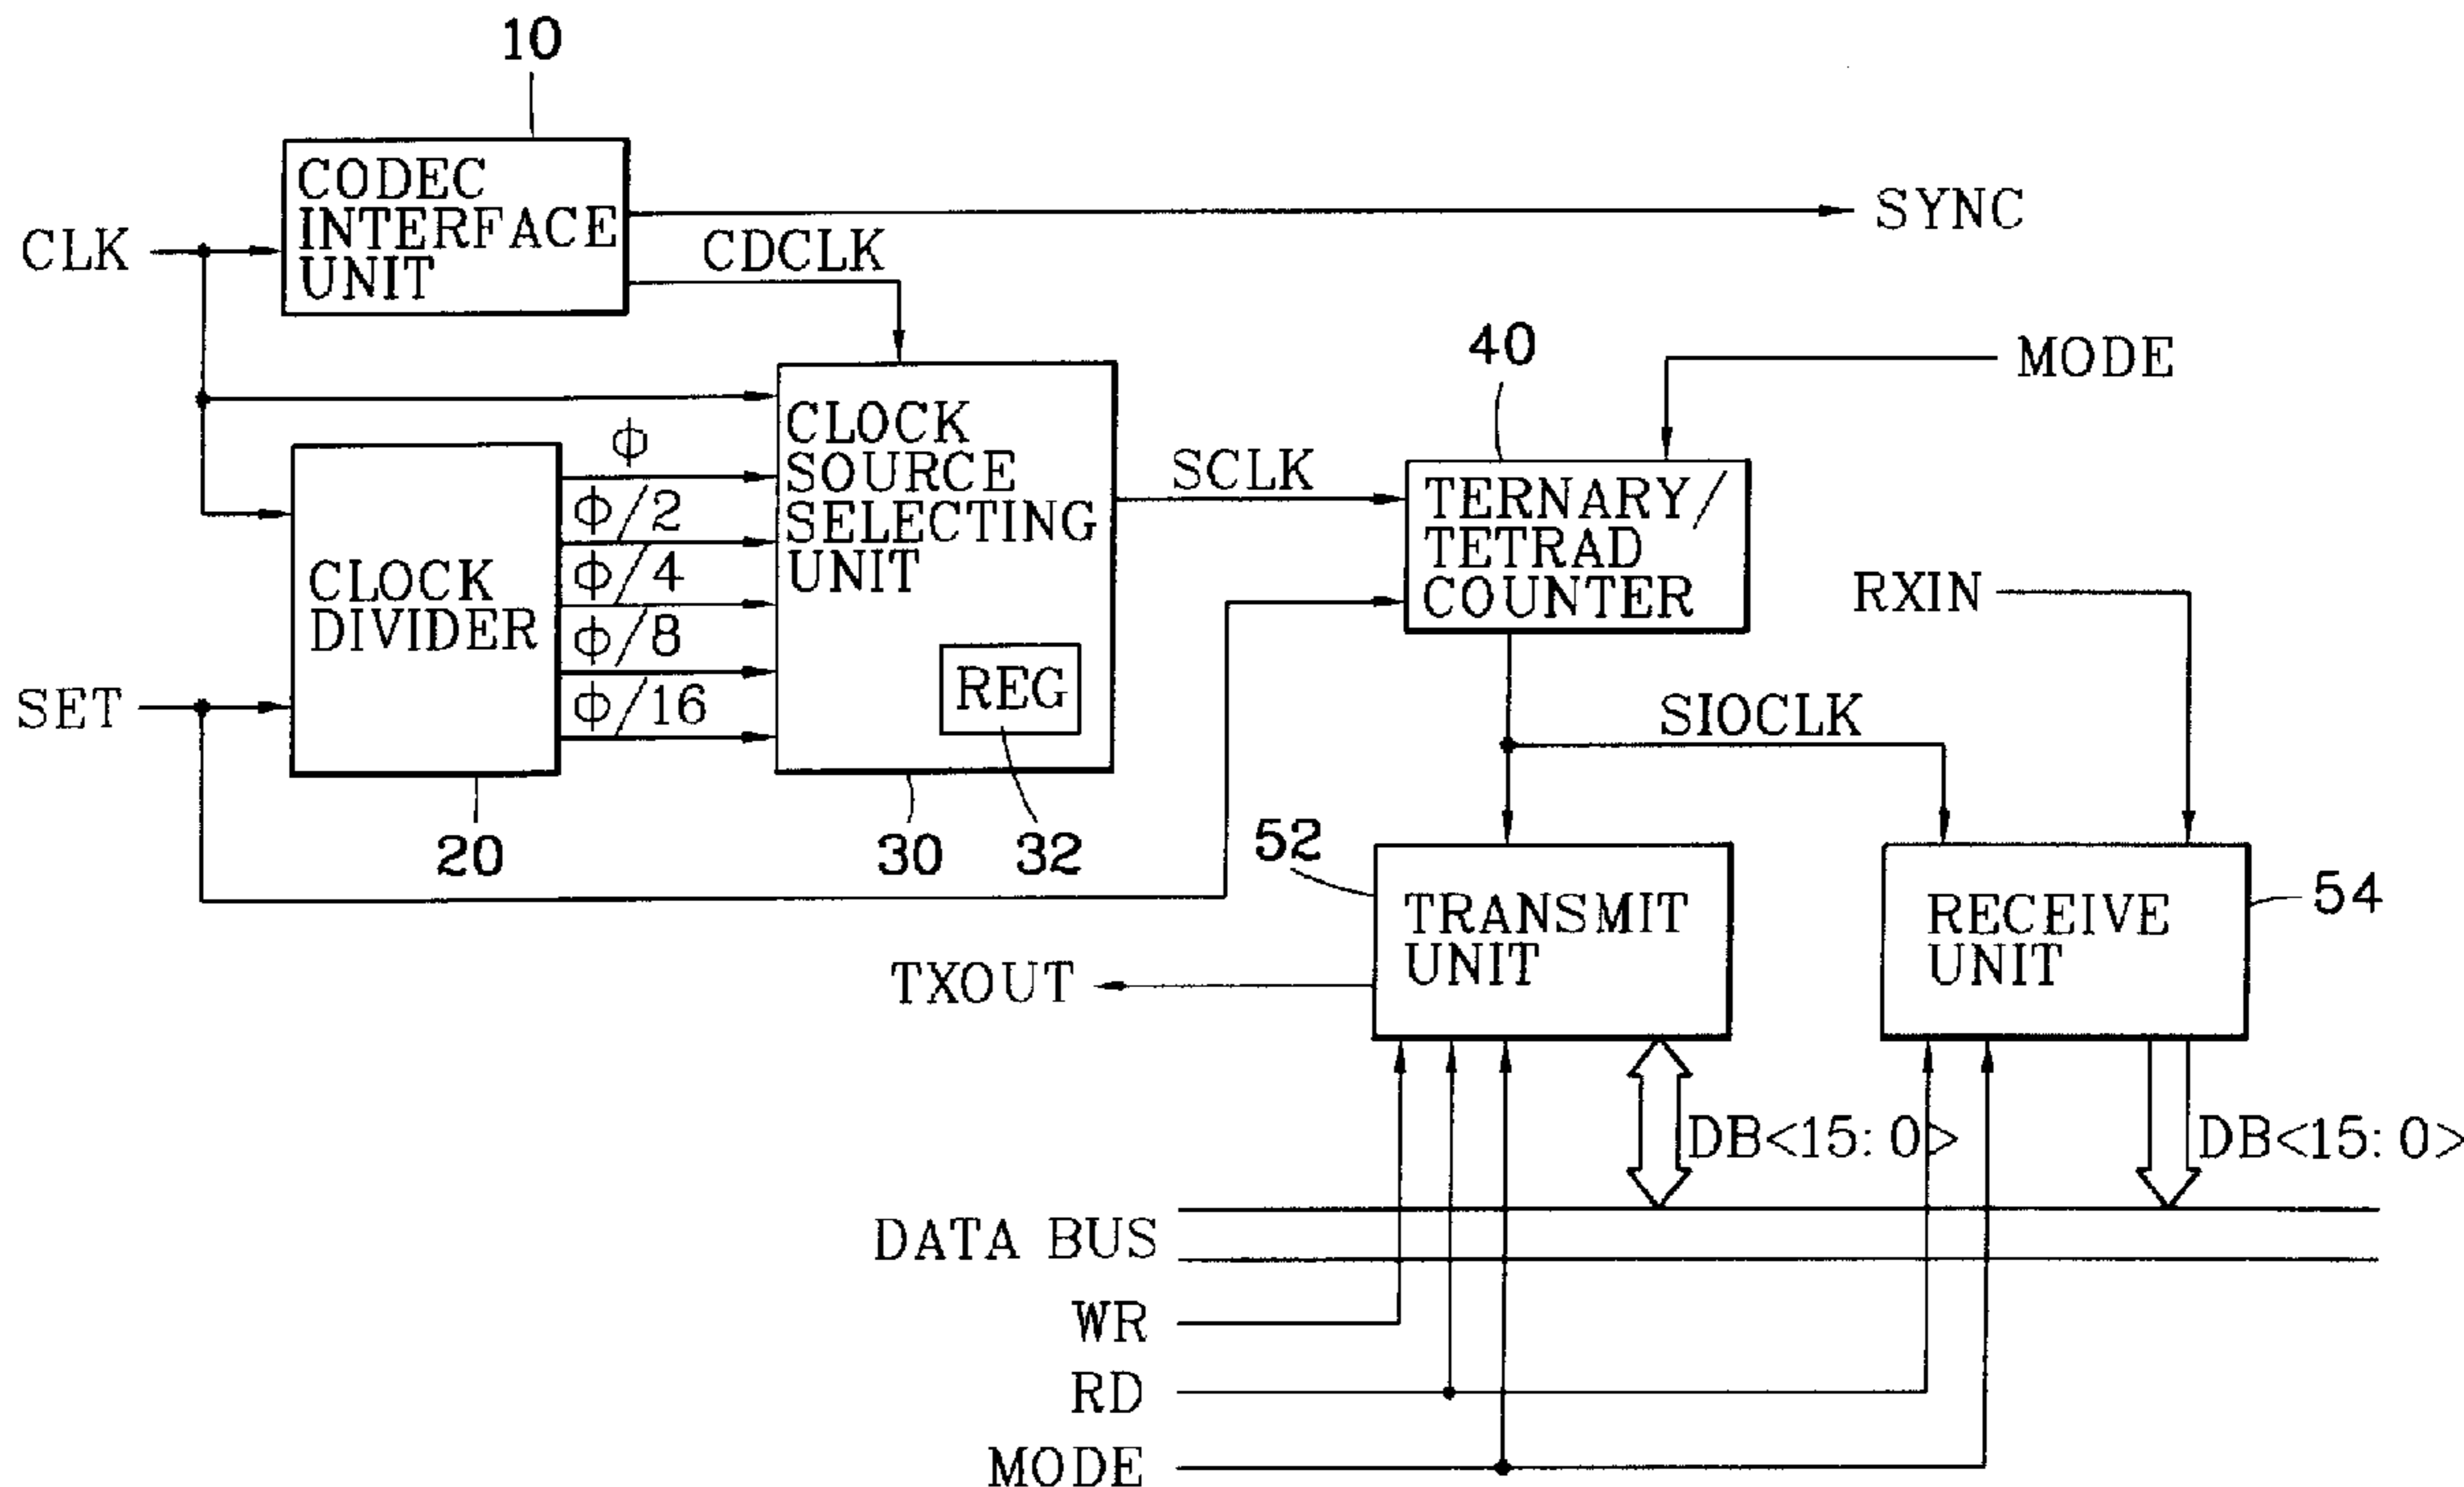 10
CODEC
INTERFACE
UNIT
SYNC
CLK
CDCLK
40
MODE
CLOCK
SOURCE
SELECTING
UNIT
REG
ϕ
ϕ/2
ϕ/4
ϕ/8
ϕ/16
SCLK
TERNARY/
TETRAD
COUNTER
CLOCK
DIVIDER
RXIN
SET
SIOCLK
20
30
32
52
TRANSMIT
UNIT
RECEIVE
UNIT
54
TXOUT
DB<15:0>
DB<15:0>
DATA BUS
WR
RD
MODE